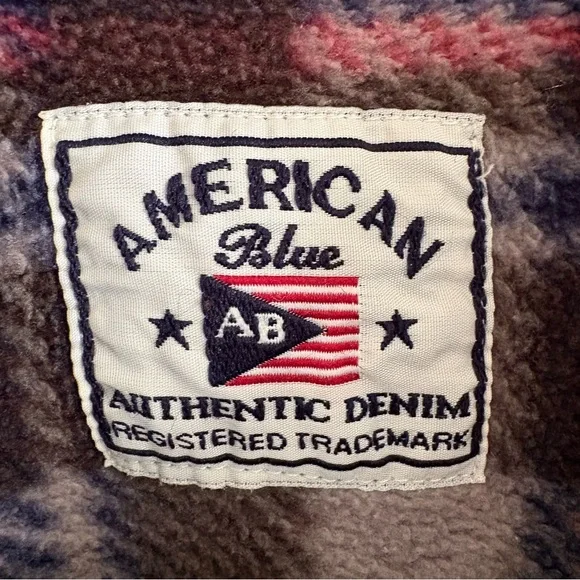 AMERICAN
Blue
AB
AUTHENTIC DENIM
REGISTERED TRADEMARK